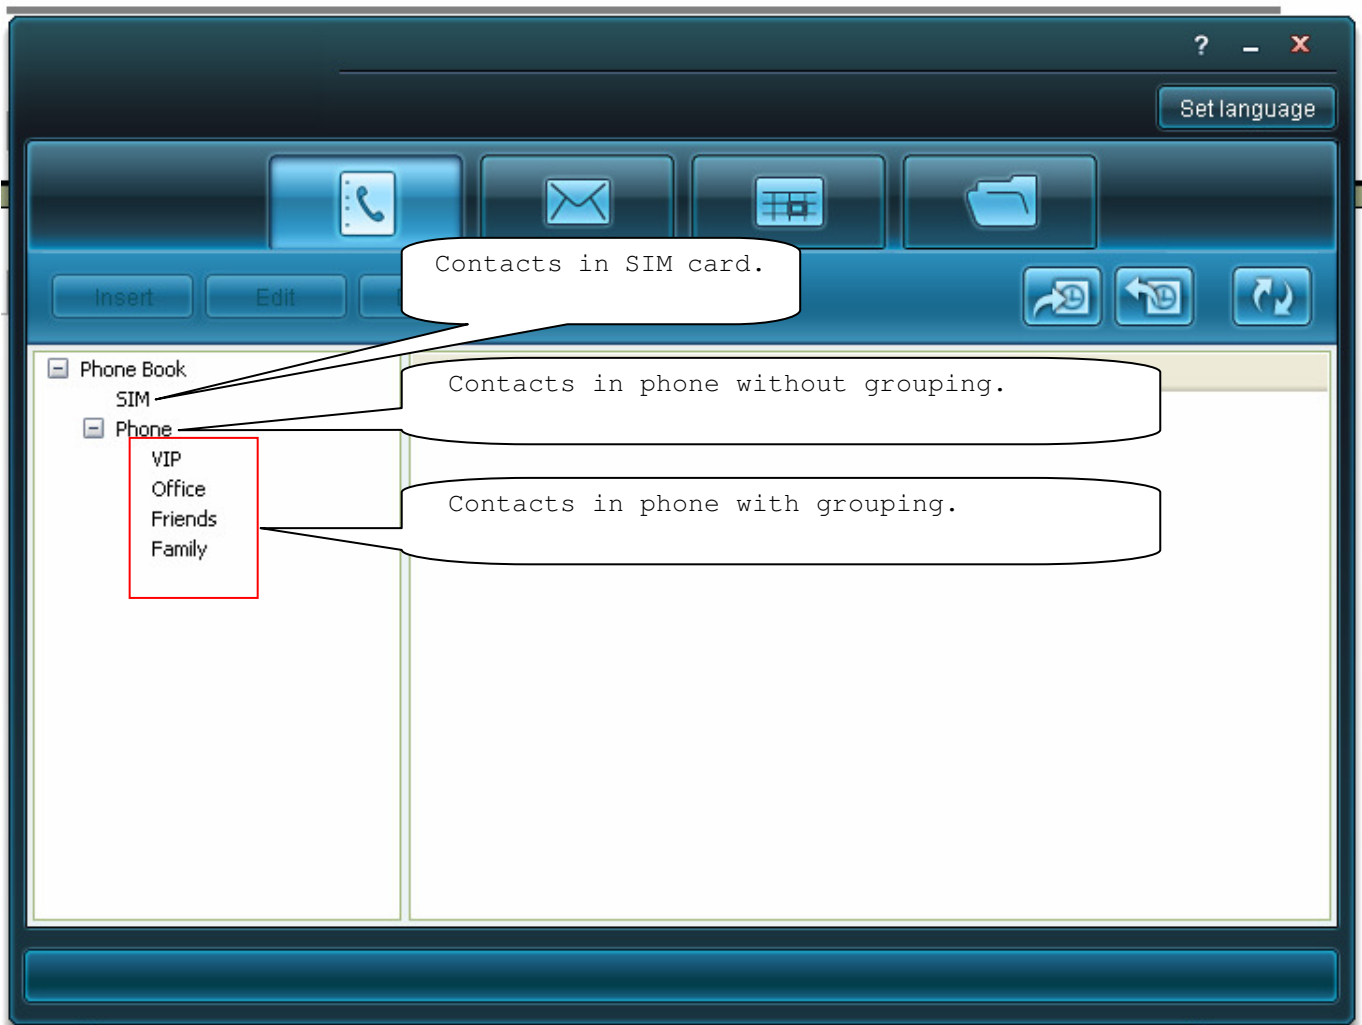 ?
Set language
Insert Edit
Contacts in SIM card.
Phone Book
SIM
Phone
VIP
Office
Friends
Family
Contacts in phone without grouping.
Contacts in phone with grouping.